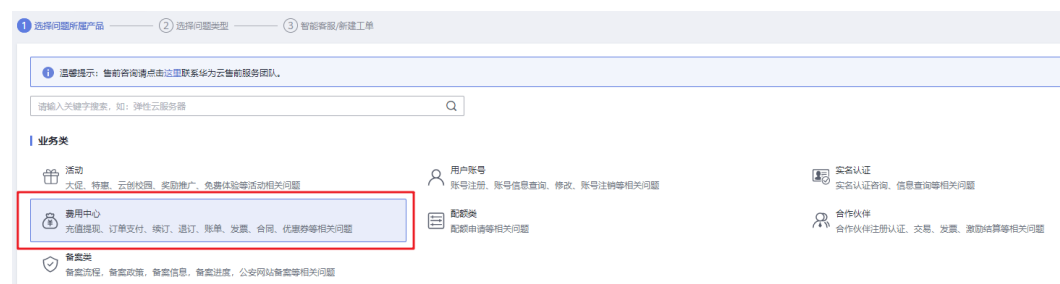 1 选择问题所属产品 2 选择问题类型 3 智能客服/新建工单
温馨提示：售前咨询请点击这里联系华为云售前服务团队。
请输入关键字搜索，如：弹性云服务器
业务类
活动
大促、特惠、云创校园、奖励推广、免费体验等活动相关问题
用户账号
账号注册、账号信息查询、修改、账号注销等相关问题
实名认证
实名认证咨询、信息查询等相关问题
费用中心
充值提现、订单支付、续订、退订、账单、发票、合同、优惠券等相关问题
配额类
配额申请等相关问题
合作伙伴
合作伙伴注册认证、交易、发票、激励结算等相关问题
备案类
备案流程，备案政策，备案信息，备案进度，公安网站备案等相关问题